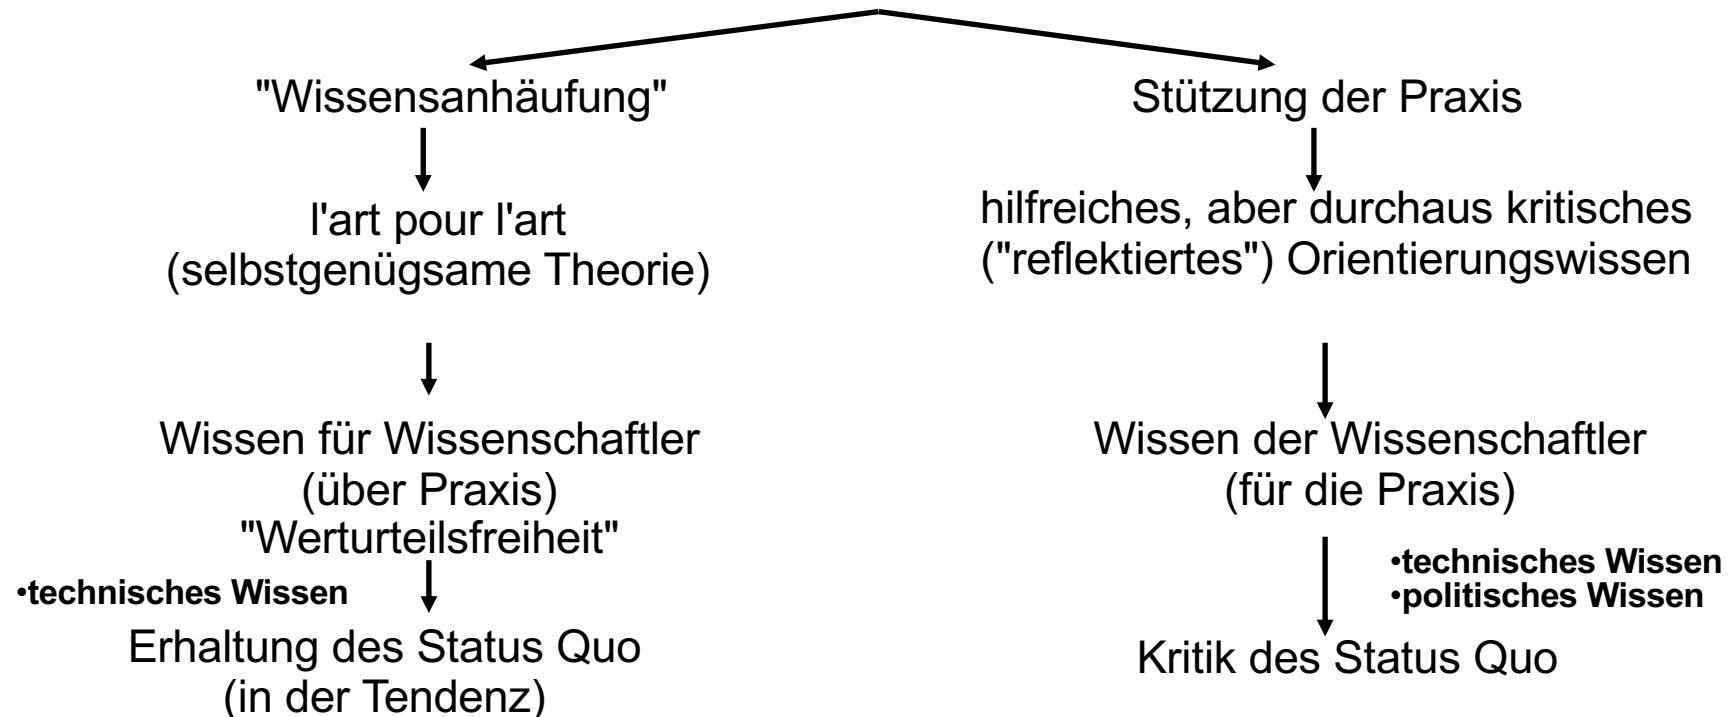 "Wissensanhäufung"
l'art pour l'art
(selbstgenügsame Theorie)
Wissen für Wissenschaftler
(über Praxis)
"Werturteilsfreiheit"
•technisches Wissen
Erhaltung des Status Quo
(in der Tendenz)
Stützung der Praxis
hilfreiches, aber durchaus kritisches
("reflektiertes") Orientierungswissen
Wissen der Wissenschaftler
(für die Praxis)
•technisches Wissen
•politisches Wissen
Kritik des Status Quo